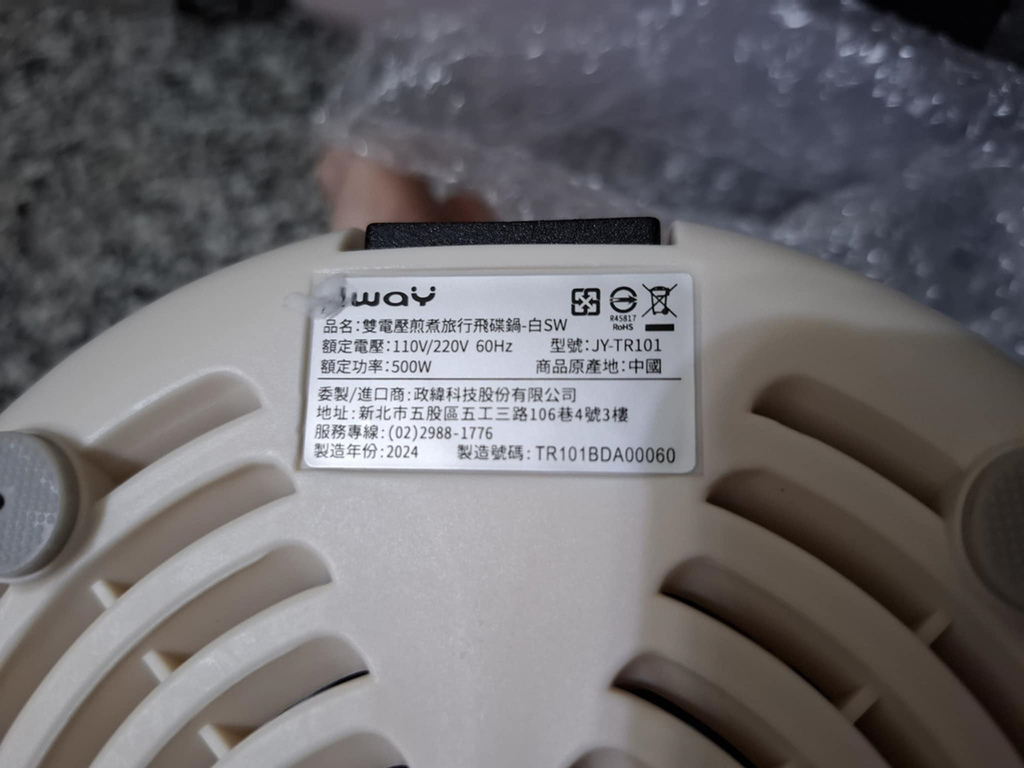 Jway
R45817
RoHS
品名:雙電壓煎煮旅行飛碟鍋-白SW
額定電壓:110V/220V 60Hz 型號:JY-TR101
額定功率:500W 商品原產地:中國
委製/進口商:政緯科技股份有限公司
地址:新北市五股區五工三路106巷4號3樓
服務專線:(02)2988-1776
製造年份:2024 製造號碼:TR101BDA00060